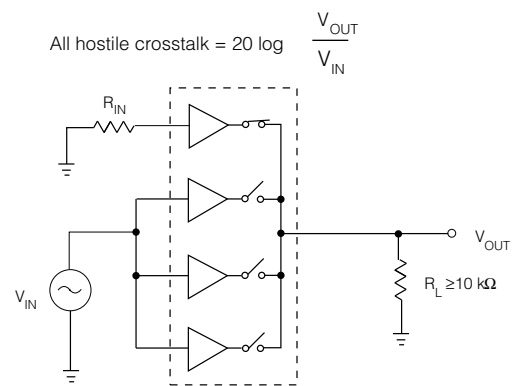 All hostile crosstalk = 20 log V_OUT / V_IN
R_IN
V_IN
V_OUT
R_L ≥10 kΩ